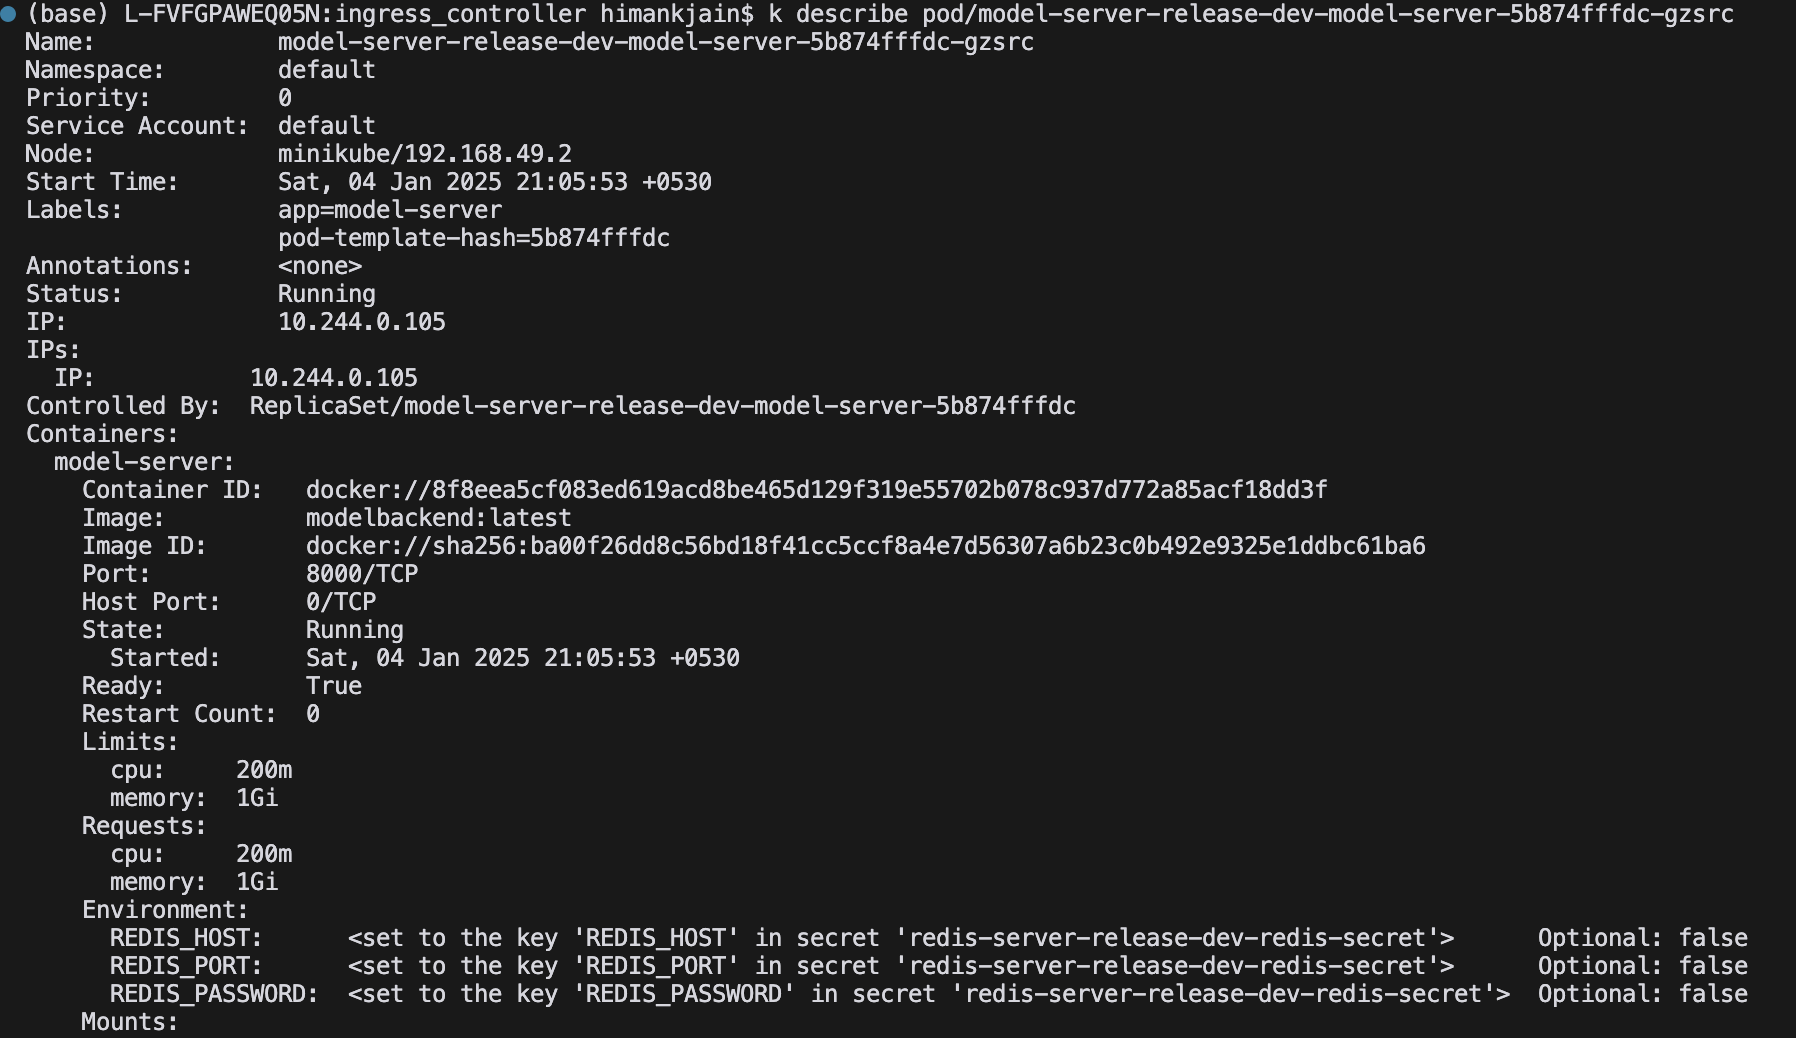 (base) L-FVFGPAWEQ05N:ingress_controller himankjain$ k describe pod/model-server-release-dev-model-server-5b874fffdc-gzsrc
Name:             model-server-release-dev-model-server-5b874fffdc-gzsrc
Namespace:        default
Priority:         0
Service Account:  default
Node:             minikube/192.168.49.2
Start Time:       Sat, 04 Jan 2025 21:05:53 +0530
Labels:           app=model-server
                  pod-template-hash=5b874fffdc
Annotations:      <none>
Status:           Running
IP:               10.244.0.105
IPs:
  IP:           10.244.0.105
Controlled By:  ReplicaSet/model-server-release-dev-model-server-5b874fffdc
Containers:
  model-server:
    Container ID:   docker://8f8eea5cf083ed619acd8be465d129f319e55702b078c937d772a85acf18dd3f
    Image:          modelbackend:latest
    Image ID:       docker://sha256:ba00f26dd8c56bd18f41cc5ccf8a4e7d56307a6b23c0b492e9325e1ddbc61ba6
    Port:           8000/TCP
    Host Port:      0/TCP
    State:          Running
      Started:      Sat, 04 Jan 2025 21:05:53 +0530
    Ready:          True
    Restart Count:  0
    Limits:
      cpu:     200m
      memory:  1Gi
    Requests:
      cpu:     200m
      memory:  1Gi
    Environment:
      REDIS_HOST:      <set to the key 'REDIS_HOST' in secret 'redis-server-release-dev-redis-secret'>      Optional: false
      REDIS_PORT:      <set to the key 'REDIS_PORT' in secret 'redis-server-release-dev-redis-secret'>      Optional: false
      REDIS_PASSWORD:  <set to the key 'REDIS_PASSWORD' in secret 'redis-server-release-dev-redis-secret'>  Optional: false
    Mounts: